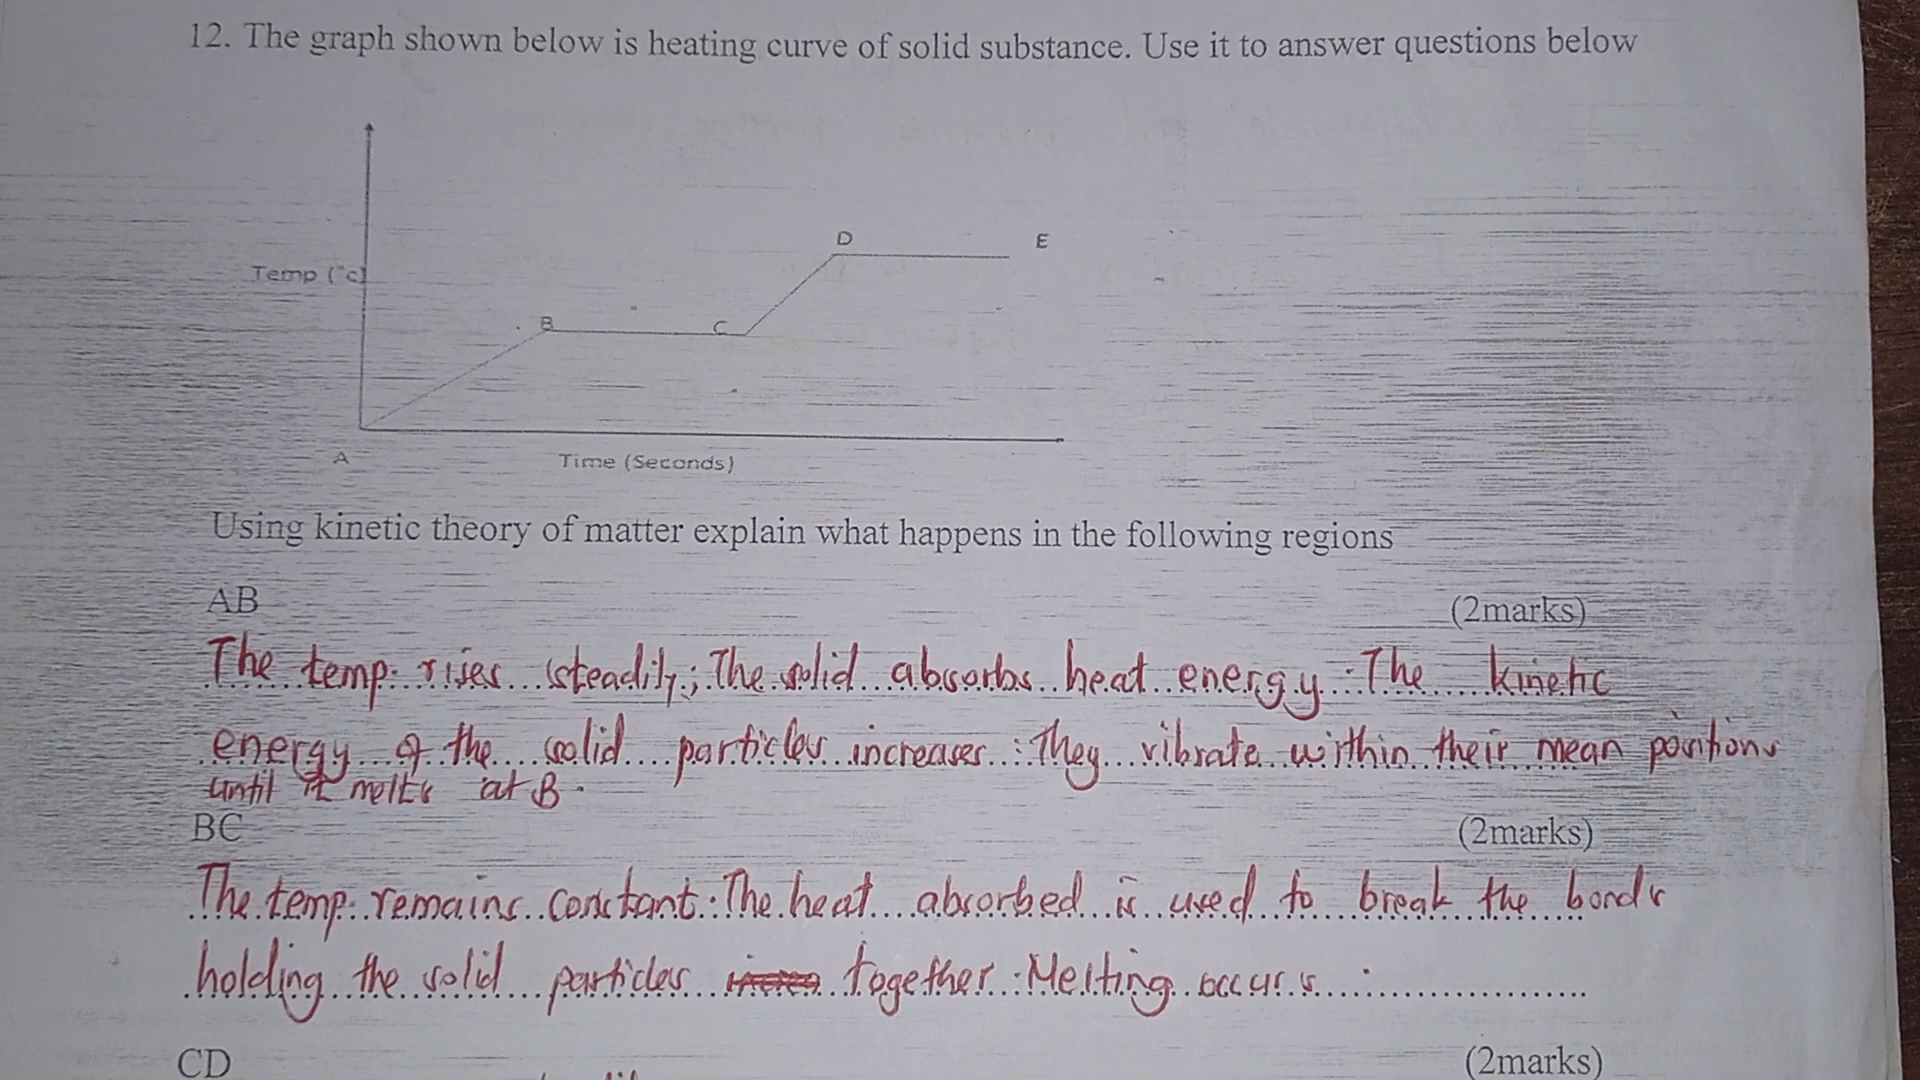 12. The graph shown below is heating curve of solid substance. Use it to answer questions below
D
E
Temp (°c)
B
C
A
Time (Seconds)
Using kinetic theory of matter explain what happens in the following regions
AB (2marks)
The temp. rises steadily; The solid absorbs heat energy. The kinetic
energy of the solid particles increases. They vibrate within their mean positions
until it melts at B.
BC (2marks)
The temp. remains constant. The heat absorbed is used to break the bonds
holding the solid particles together. Melting occurs.
CD (2marks)